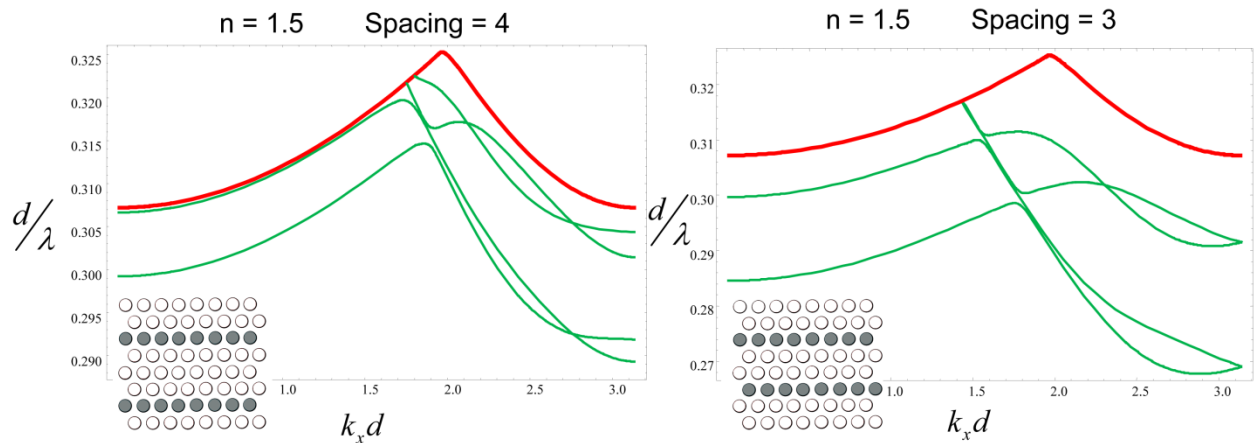 n = 1.5 Spacing = 4
0.325
0.320
0.315
0.310
0.305
0.300
0.295
0.290
d/λ
1.0 1.5 2.0 2.5 3.0
kₓd
n = 1.5 Spacing = 3
0.32
0.31
0.30
0.29
0.28
0.27
d/λ
1.0 1.5 2.0 2.5 3.0
kₓd